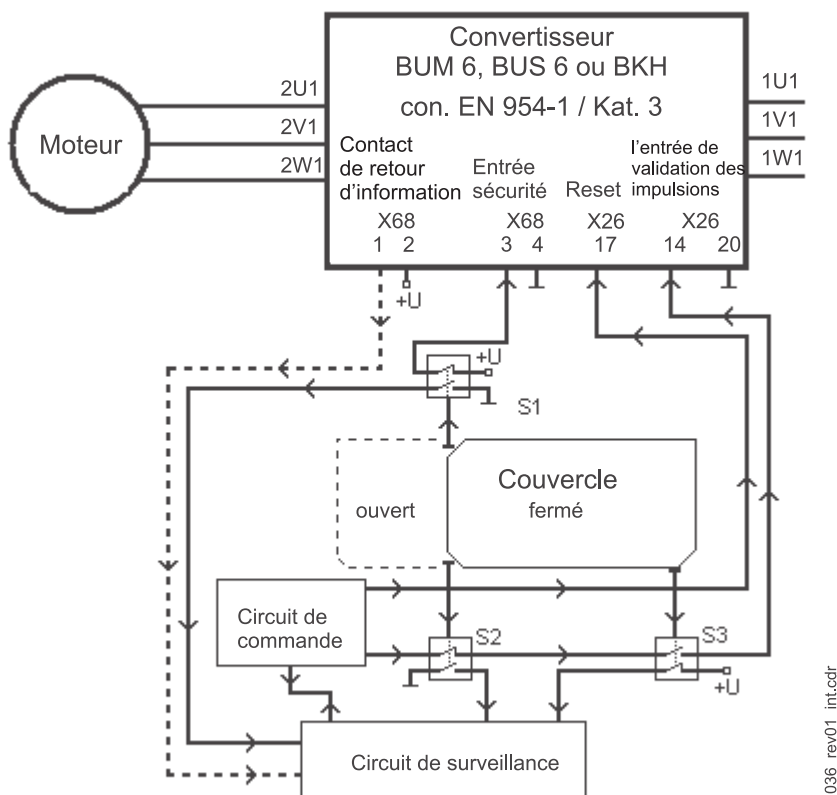 Convertisseur
BUM 6, BUS 6 ou BKH
con. EN 954-1 / Kat. 3
Moteur
2U1
2V1
2W1
1U1
1V1
1W1
Contact
de retour
d'information
Entrée
sécurité
Reset
l'entrée de
validation des
impulsions
X68
X68
X26
X26
1
2
3
4
17
14
20
+U
+U
S1
Couvercle
ouvert
fermé
Circuit de
commande
S2
S3
+U
Circuit de surveillance
036_rev01_int.cdr